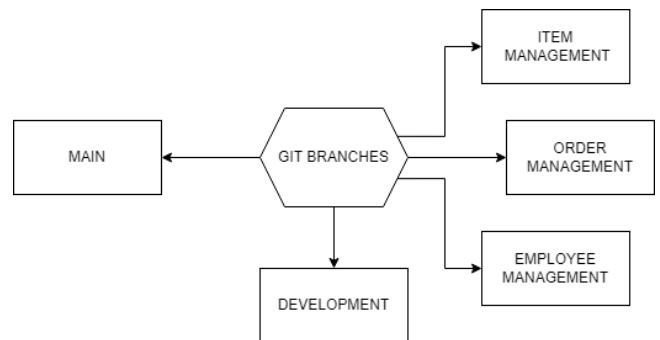 ITEM
MANAGEMENT
MAIN
GIT BRANCHES
ORDER
MANAGEMENT
EMPLOYEE
MANAGEMENT
DEVELOPMENT